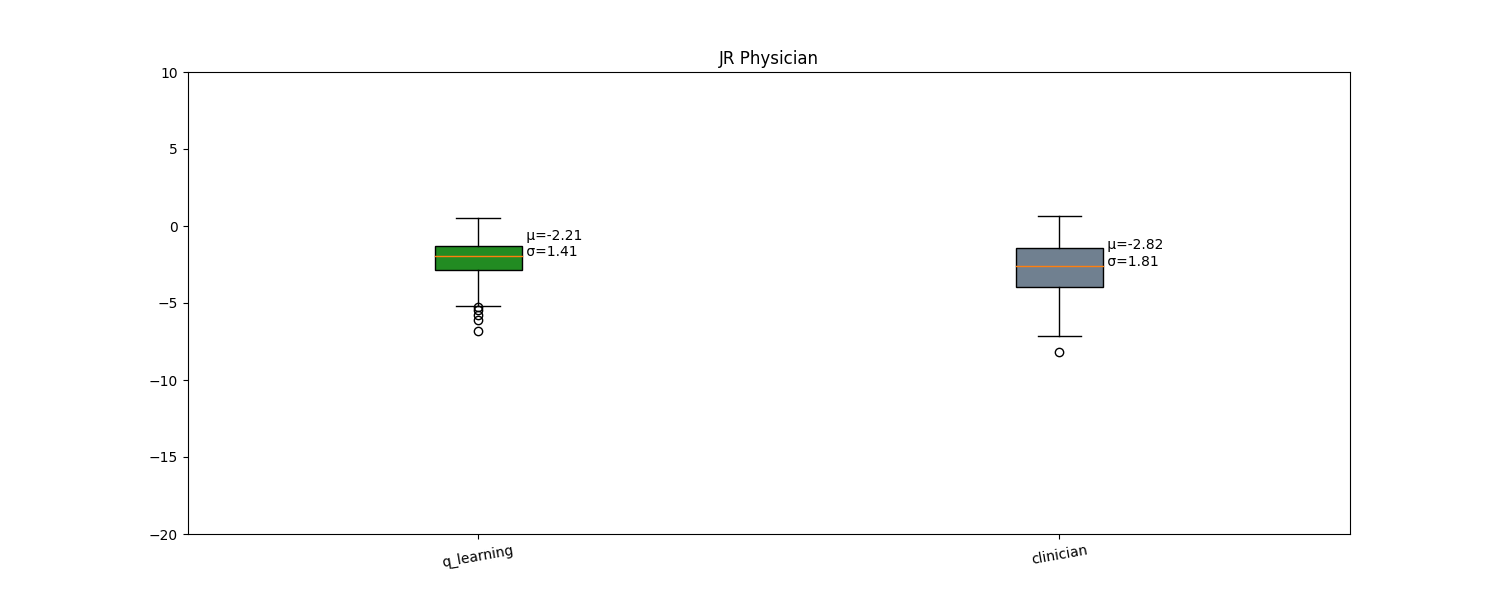 JR Physician
10
5
0
−5
−10
−15
−20
μ=-2.21
σ=1.41
μ=-2.82
σ=1.81
q_learning
clinician